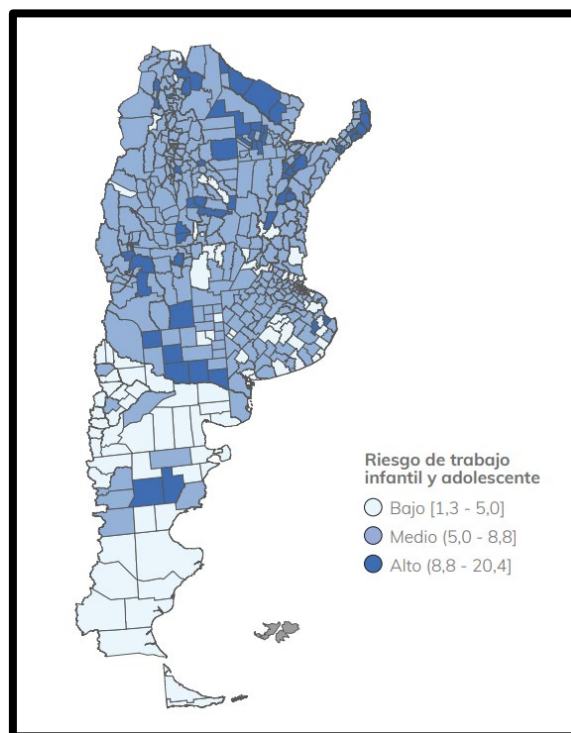 Riesgo de trabajo
infantil y adolescente
Bajo [1,3 - 5,0]
Medio (5,0 - 8,8]
Alto (8,8 - 20,4]